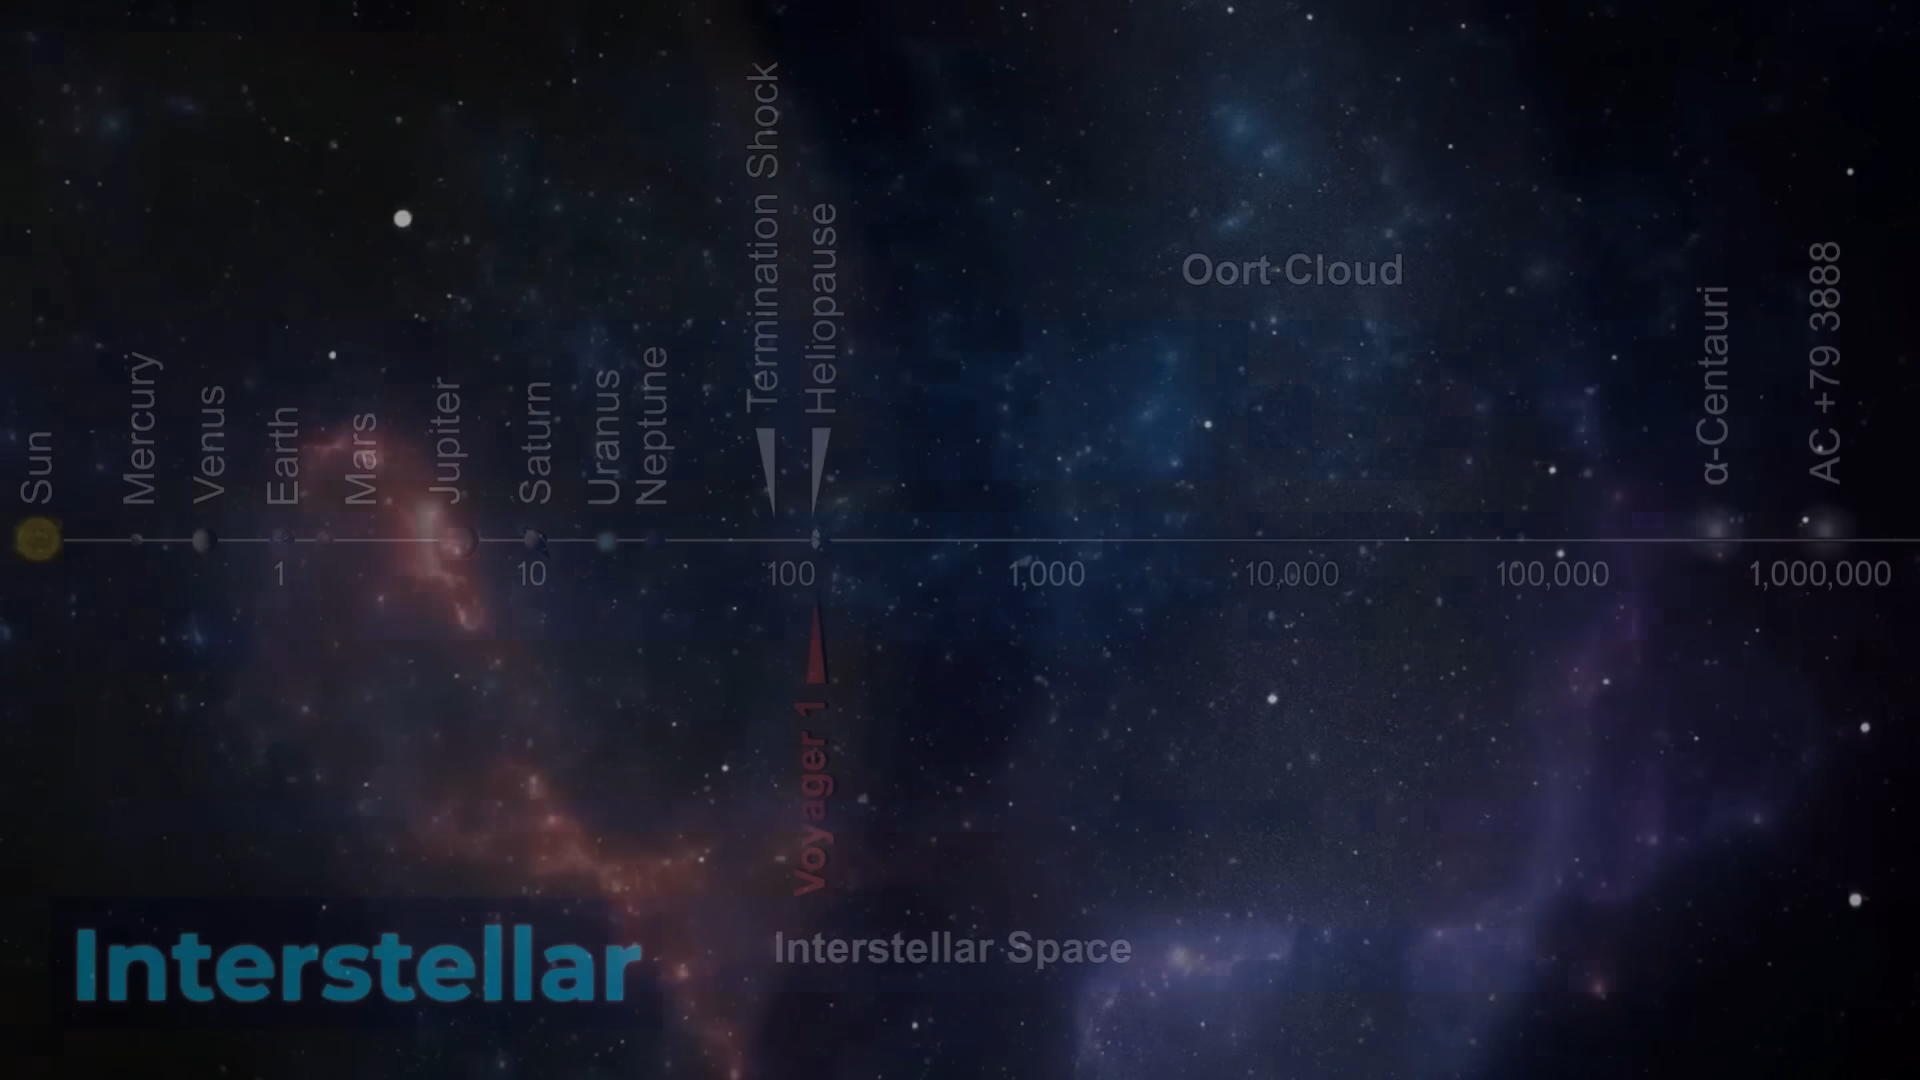 Termination Shock
Heliopause
Oort Cloud
Sun
Mercury
Venus
Earth
Mars
Jupiter
Saturn
Uranus
Neptune
α-Centauri
AC +79 3888
1
10
100
1,000
10,000
100,000
1,000,000
Voyager 1
Interstellar Space
Interstellar